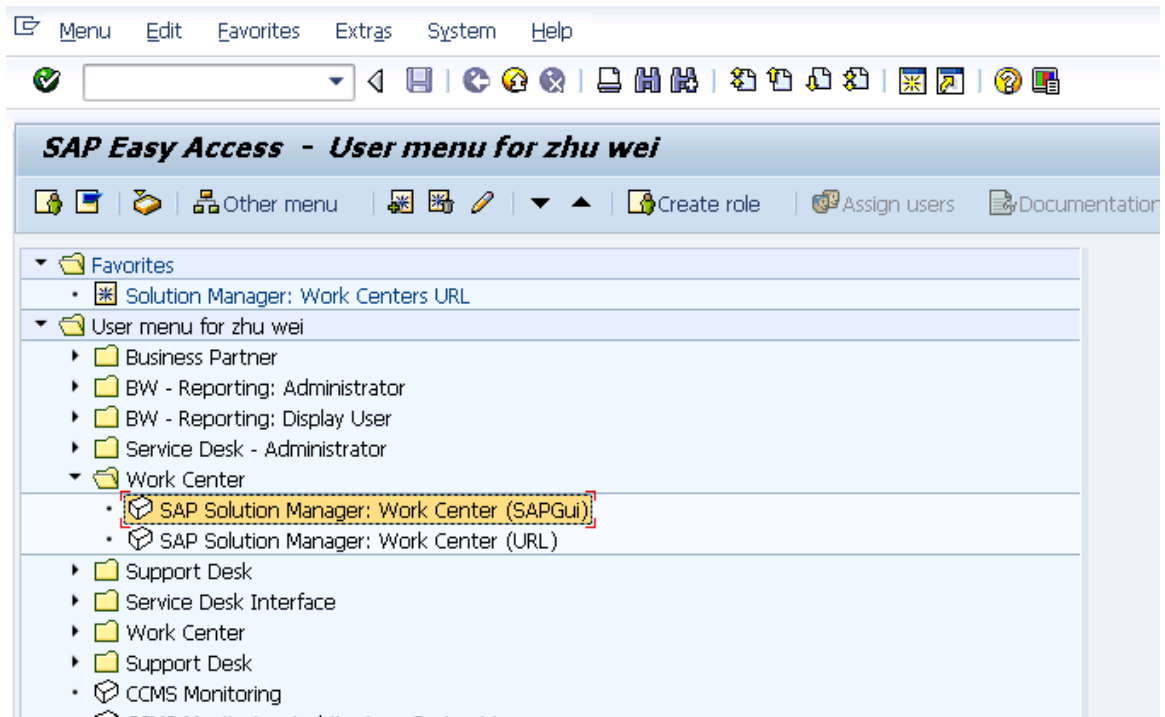 Menu Edit Favorites Extras System Help
SAP Easy Access - User menu for zhu wei
Other menu Create role Assign users Documentation
Favorites
Solution Manager: Work Centers URL
User menu for zhu wei
Business Partner
BW - Reporting: Administrator
BW - Reporting: Display User
Service Desk - Administrator
Work Center
SAP Solution Manager: Work Center (SAPGui)
SAP Solution Manager: Work Center (URL)
Support Desk
Service Desk Interface
Work Center
Support Desk
CCMS Monitoring